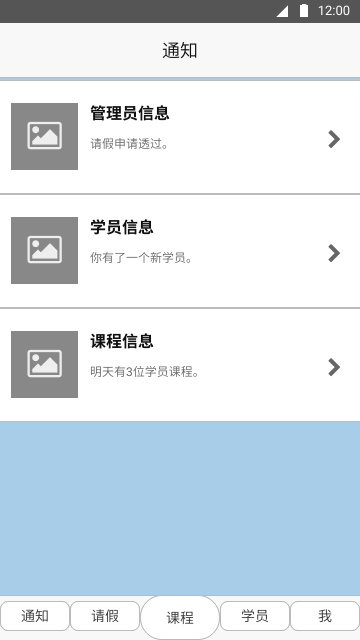 12:00
通知
管理员信息
请假申请透过。
学员信息
你有了一个新学员。
课程信息
明天有3位学员课程。
通知 请假 课程 学员 我